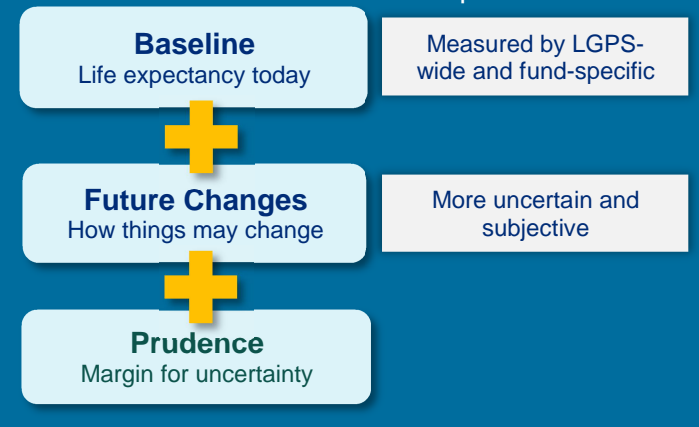 Baseline
Life expectancy today
Measured by LGPS-
wide and fund-specific
Future Changes
How things may change
More uncertain and
subjective
Prudence
Margin for uncertainty